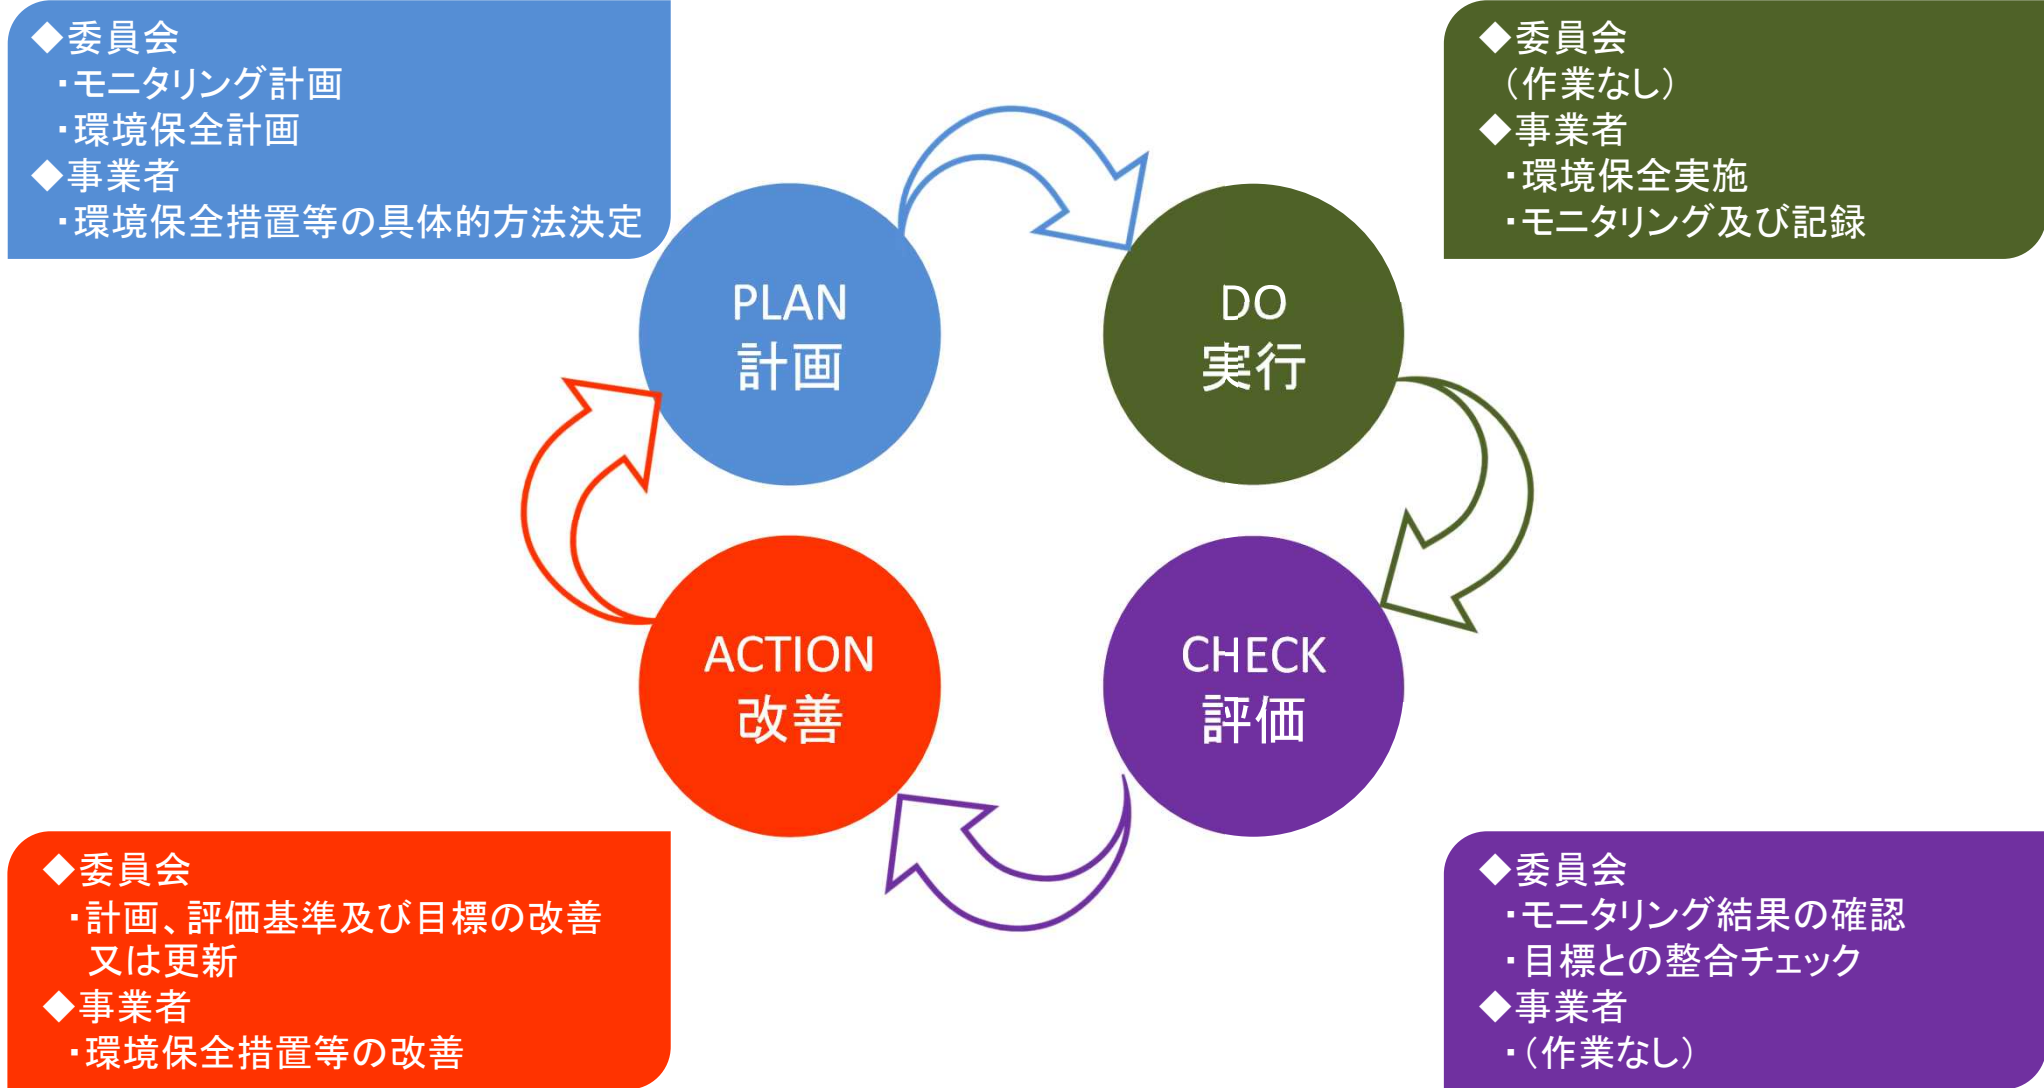 ◆委員会
・モニタリング計画
・環境保全計画
◆事業者
・環境保全措置等の具体的方法決定
◆委員会
（作業なし）
◆事業者
・環境保全実施
・モニタリング及び記録
PLAN
計画
DO
実行
ACTION
改善
CHECK
評価
◆委員会
・計画、評価基準及び目標の改善
又は更新
◆事業者
・環境保全措置等の改善
◆委員会
・モニタリング結果の確認
・目標との整合チェック
◆事業者
・（作業なし）